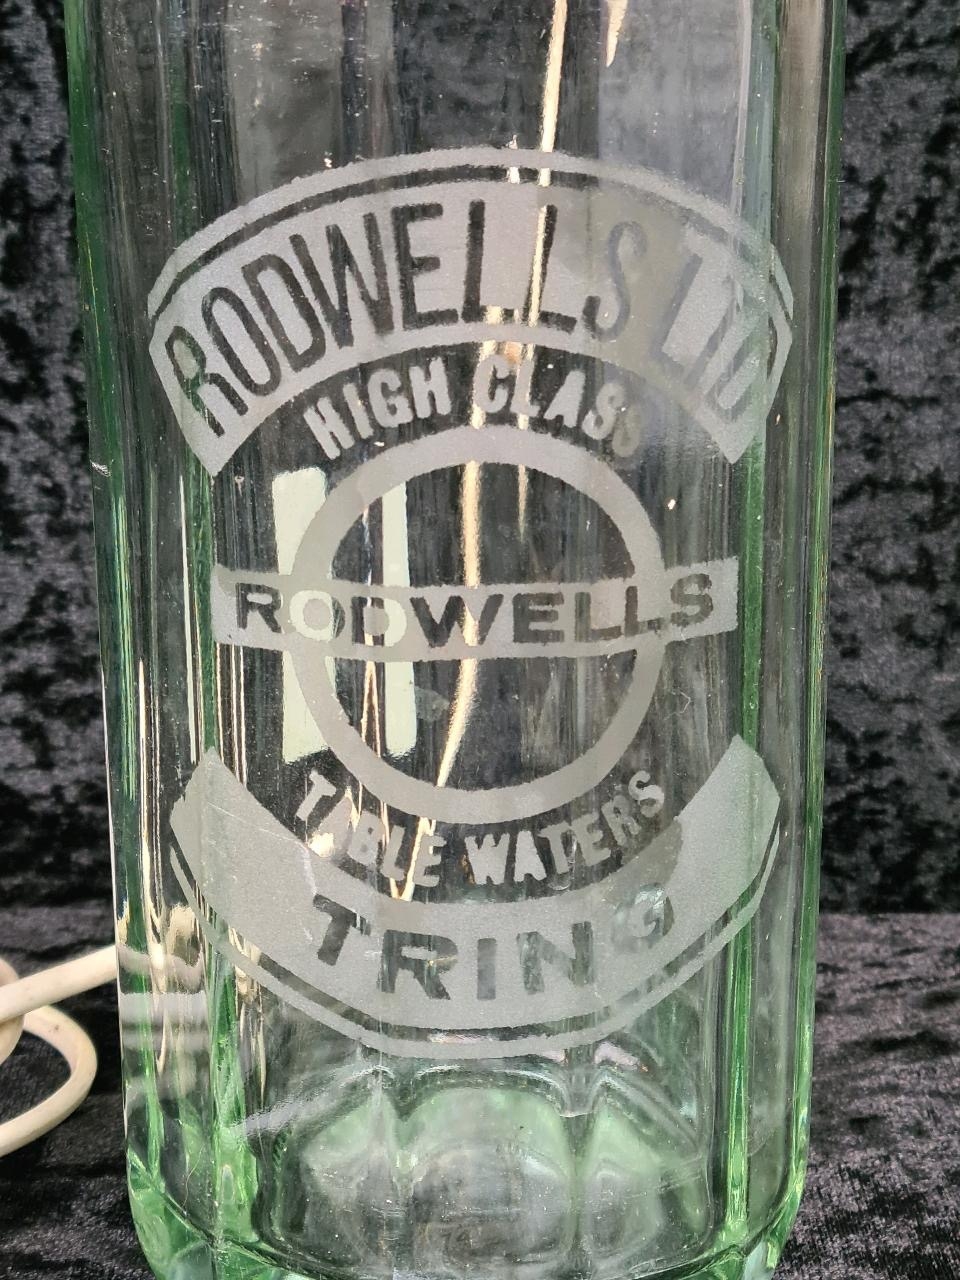 RODWELLS LTD
HIGH CLASS
RODWELLS
TABLE WATERS
TRING